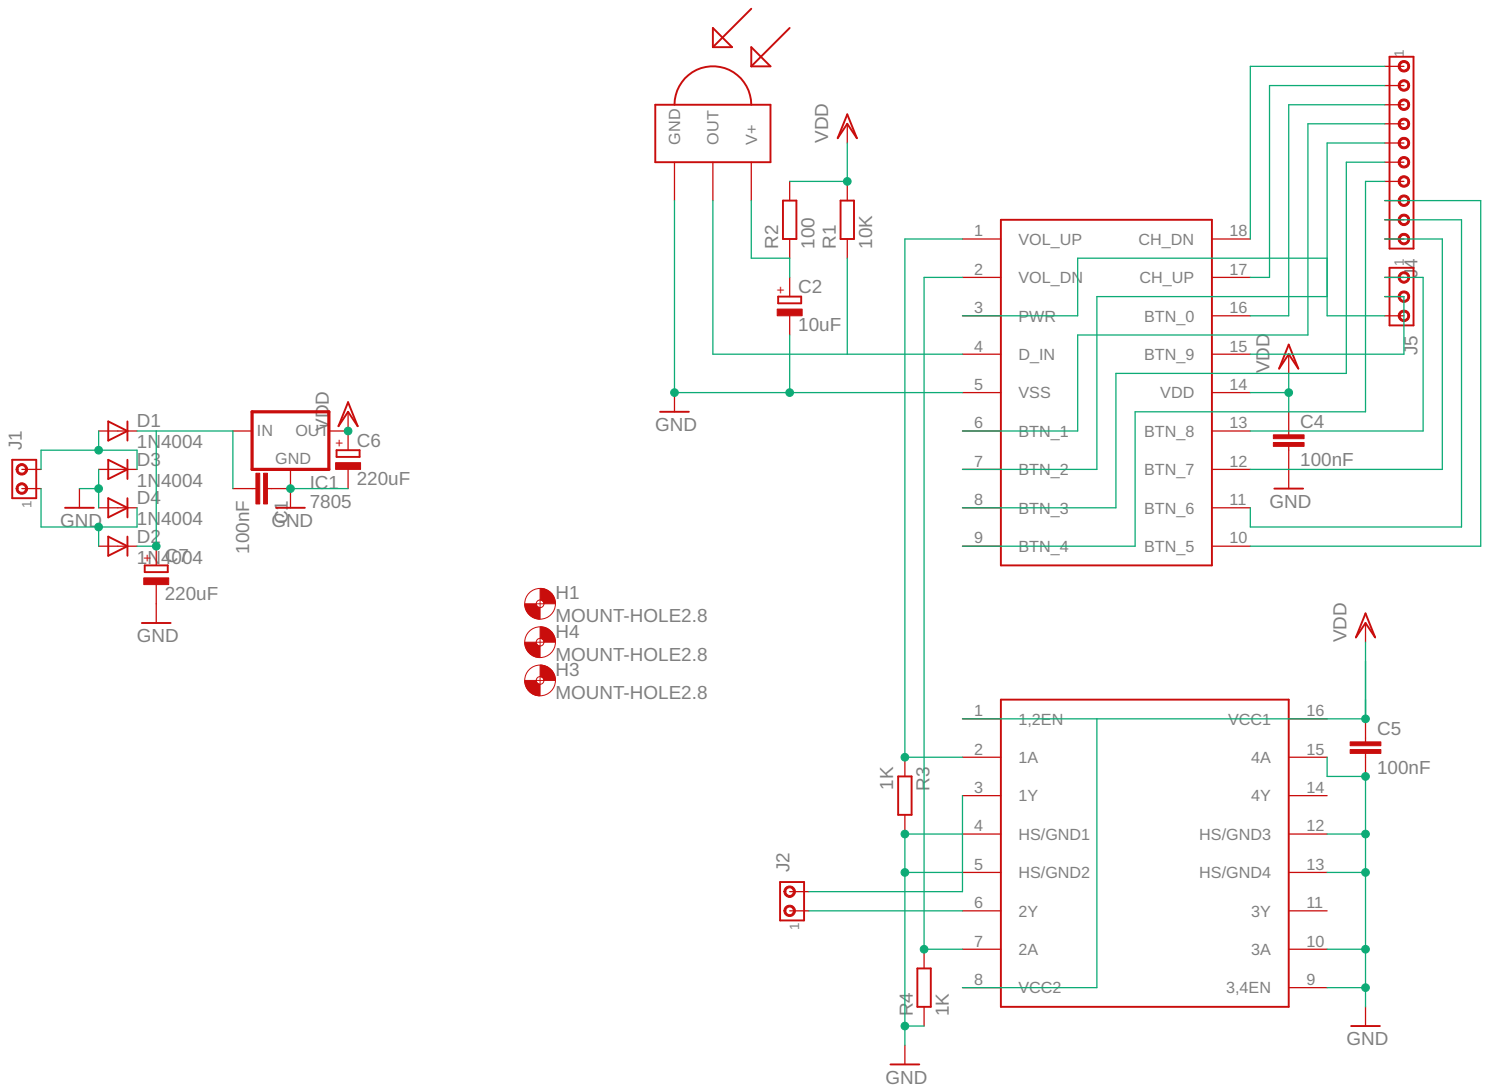 J1
1
D1
1N4004
D3
1N4004
D4
1N4004
D2
1N4004
GND
C7
+
220uF
GND
IN
OUT
GND
IC1
7805
VDD
+
C6
220uF
100nF
GND
H1
MOUNT-HOLE2.8
H4
MOUNT-HOLE2.8
H3
MOUNT-HOLE2.8
GND
OUT
V+
VDD
R2
100
R1
10K
+
C2
10uF
GND
1
VOL_UP
CH_DN
18
2
VOL_DN
CH_UP
17
3
PWR
BTN_0
16
4
D_IN
BTN_9
15
5
VSS
VDD
14
6
BTN_1
BTN_8
13
7
BTN_2
BTN_7
12
8
BTN_3
BTN_6
11
9
BTN_4
BTN_5
10
VDD
C4
100nF
GND
1
J4
1
J5
VDD
1
1,2EN
VCC1
16
2
1A
4A
15
3
1Y
4Y
14
4
HS/GND1
HS/GND3
12
5
HS/GND2
HS/GND4
13
6
2Y
3Y
11
7
2A
3A
10
8
VCC2
3,4EN
9
C5
100nF
GND
1K
R3
J2
1
R4
1K
GND